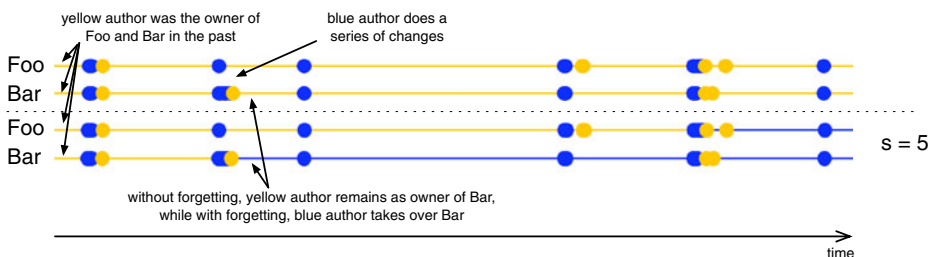 yellow author was the owner of
Foo and Bar in the past
blue author does a
series of changes
Foo
Bar
Foo
Bar
s = 5
without forgetting, yellow author remains as owner of Bar,
while with forgetting, blue author takes over Bar
time